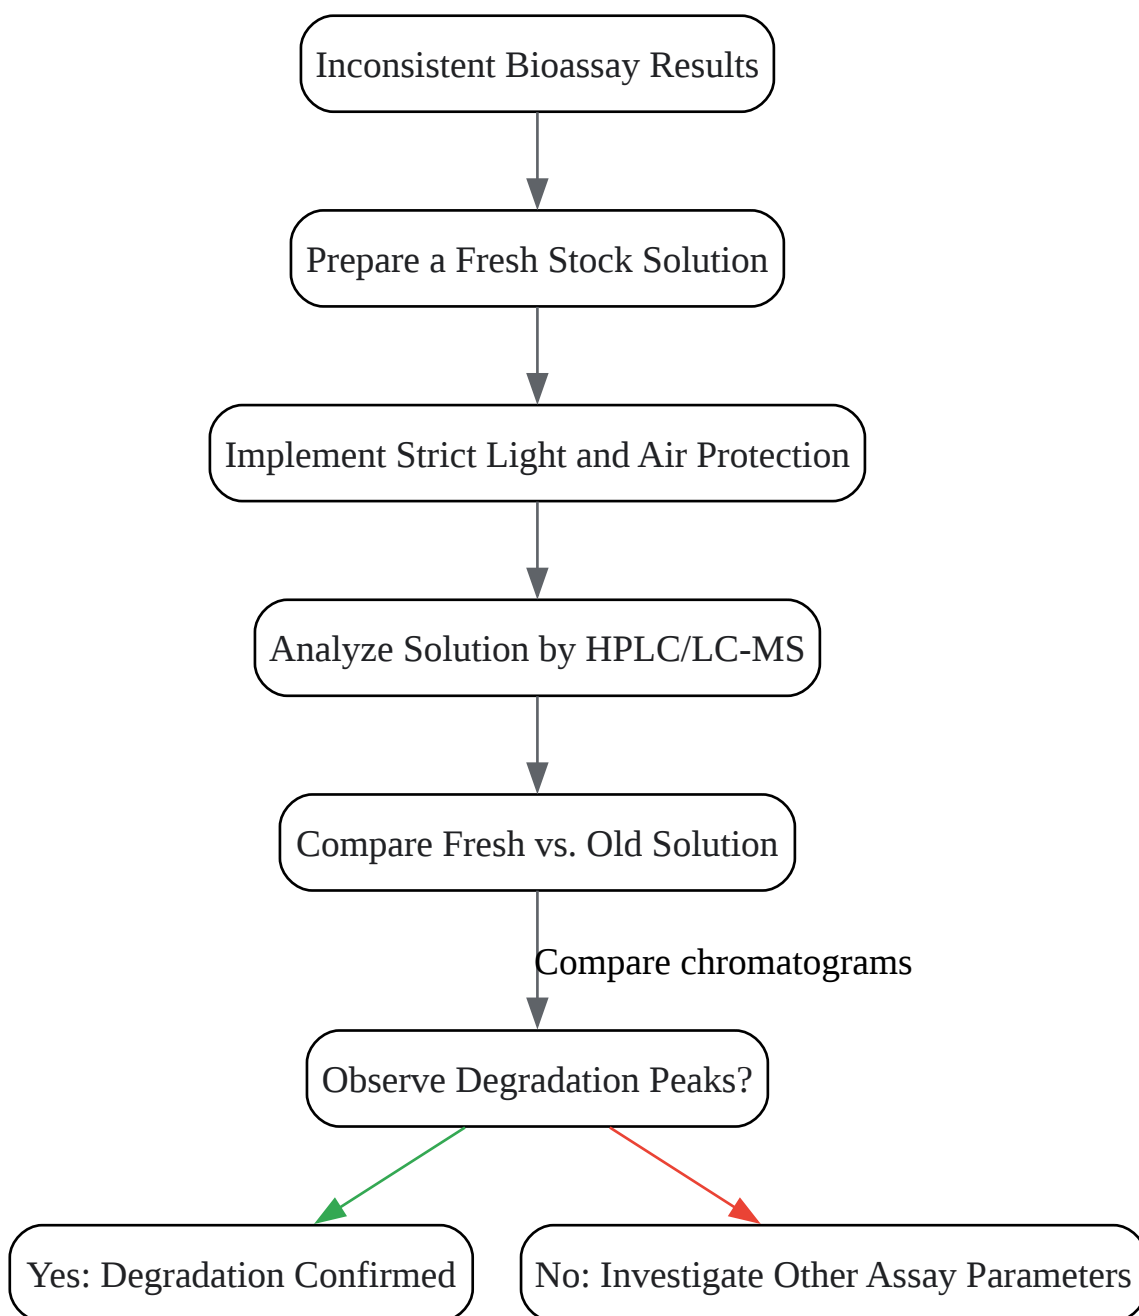 Inconsistent Bioassay Results
Prepare a Fresh Stock Solution
Implement Strict Light and Air Protection
Analyze Solution by HPLC/LC-MS
Compare Fresh vs. Old Solution
Compare chromatograms
Observe Degradation Peaks?
Yes: Degradation Confirmed
No: Investigate Other Assay Parameters